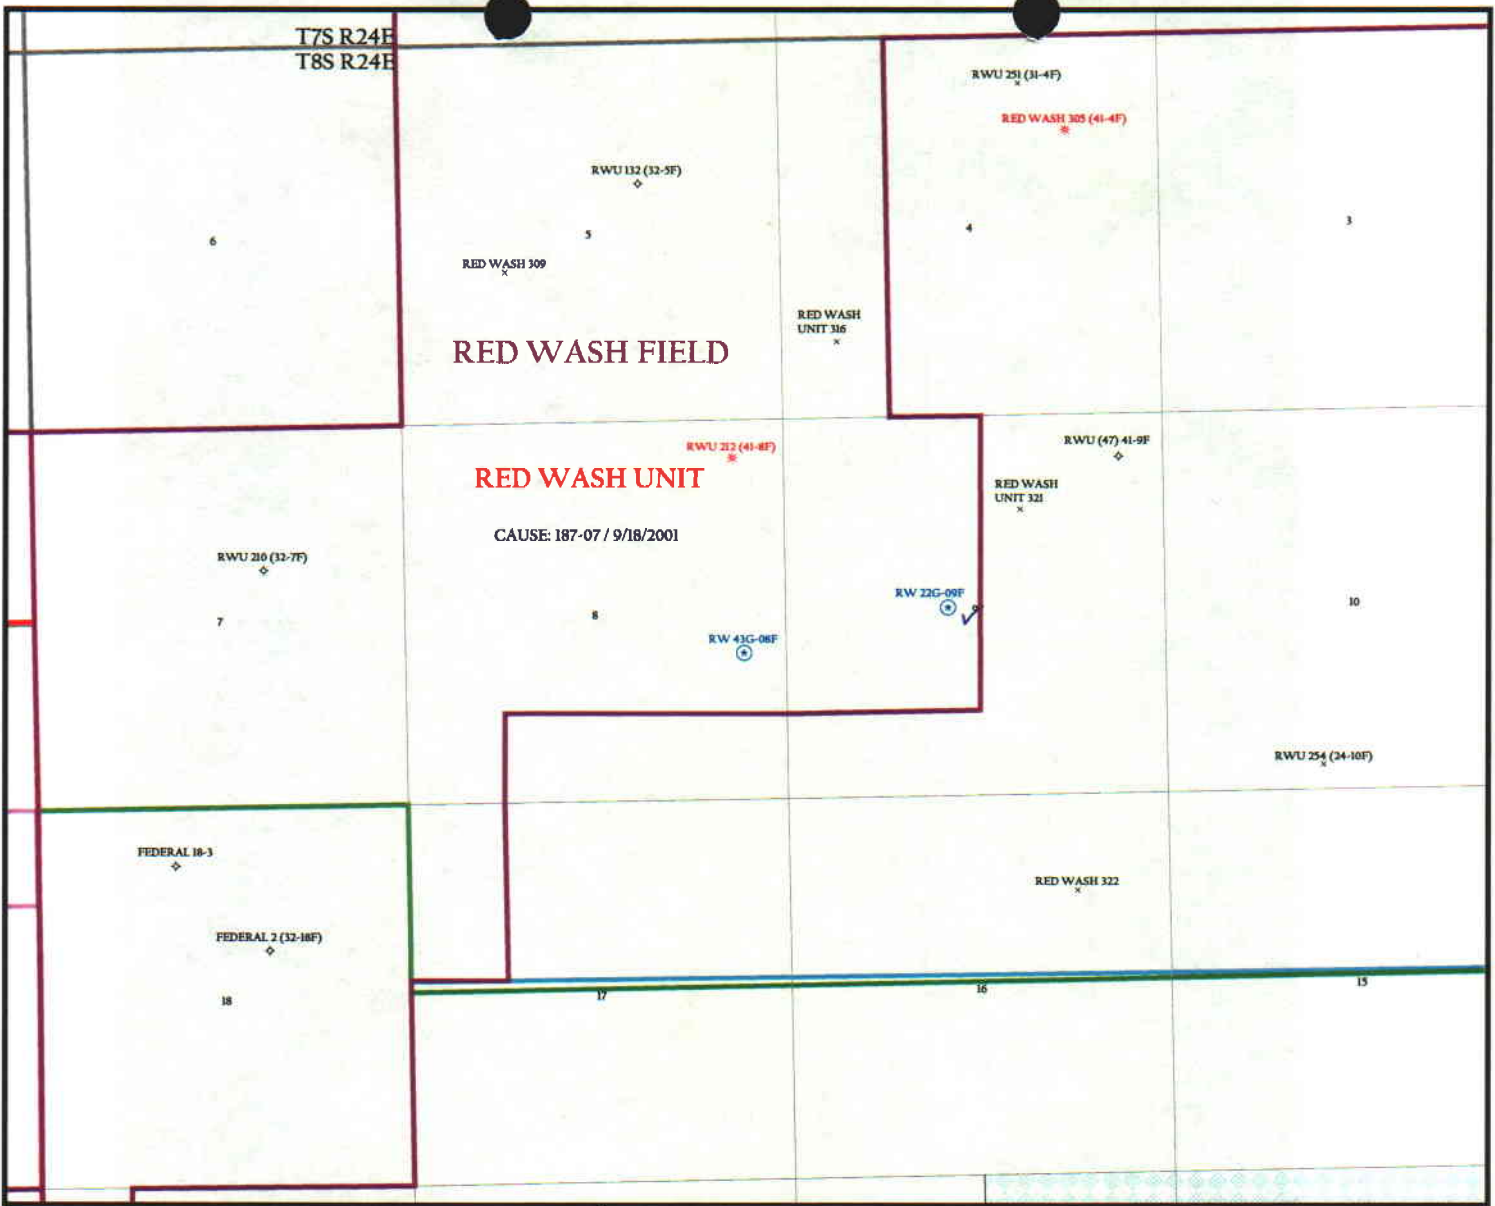 T7S R24E
T8S R24E
RWU 251 (31-4F)
RED WASH 305 (41-4F)
RWU 132 (32-5F)
6
5
4
3
RED WASH 309
RED WASH
UNIT 316
RED WASH FIELD
RWU 212 (41-8F)
RWU (47) 41-9F
RED WASH UNIT
RED WASH
UNIT 321
CAUSE: 187-07 / 9/18/2001
RWU 210 (32-7F)
RW 22G-09F
9
10
7
8
RW 43G-08F
RWU 254 (24-10F)
FEDERAL 18-3
RED WASH 322
FEDERAL 2 (32-18F)
18
17
16
15